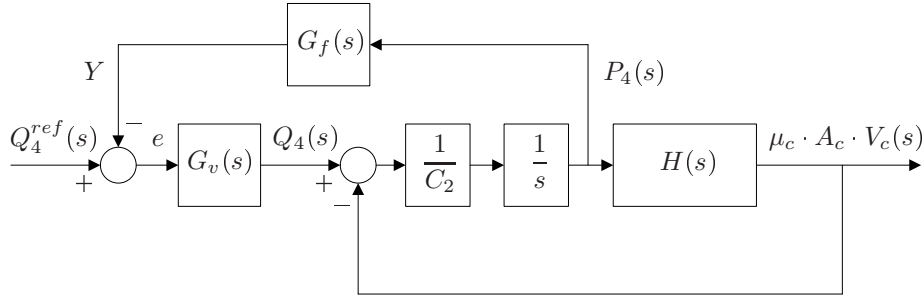 G_f(s)
Y
P_4(s)
−
Q_4^{ref}(s)
e
G_v(s)
Q_4(s)
1
C_2
1
s
H(s)
μ_c · A_c · V_c(s)
+
+
−